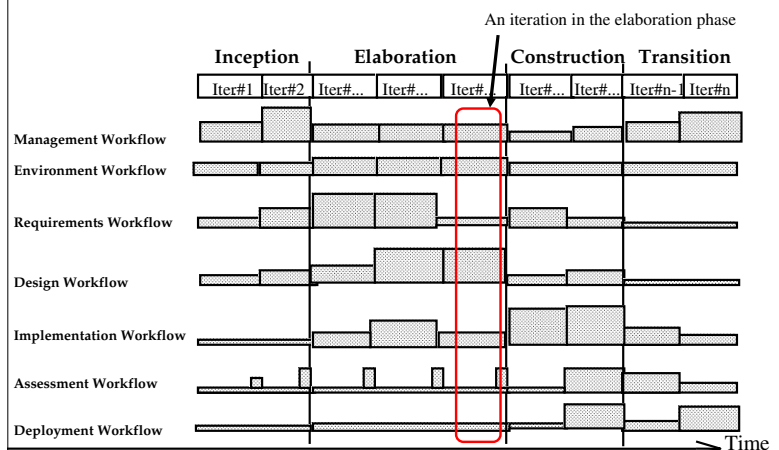 An iteration in the elaboration phase
Inception Elaboration Construction Transition
Iter#1 Iter#2 Iter#... Iter#... Iter#... Iter#... Iter#... Iter#n-1 Iter#n
Management Workflow
Environment Workflow
Requirements Workflow
Design Workflow
Implementation Workflow
Assessment Workflow
Deployment Workflow
Time